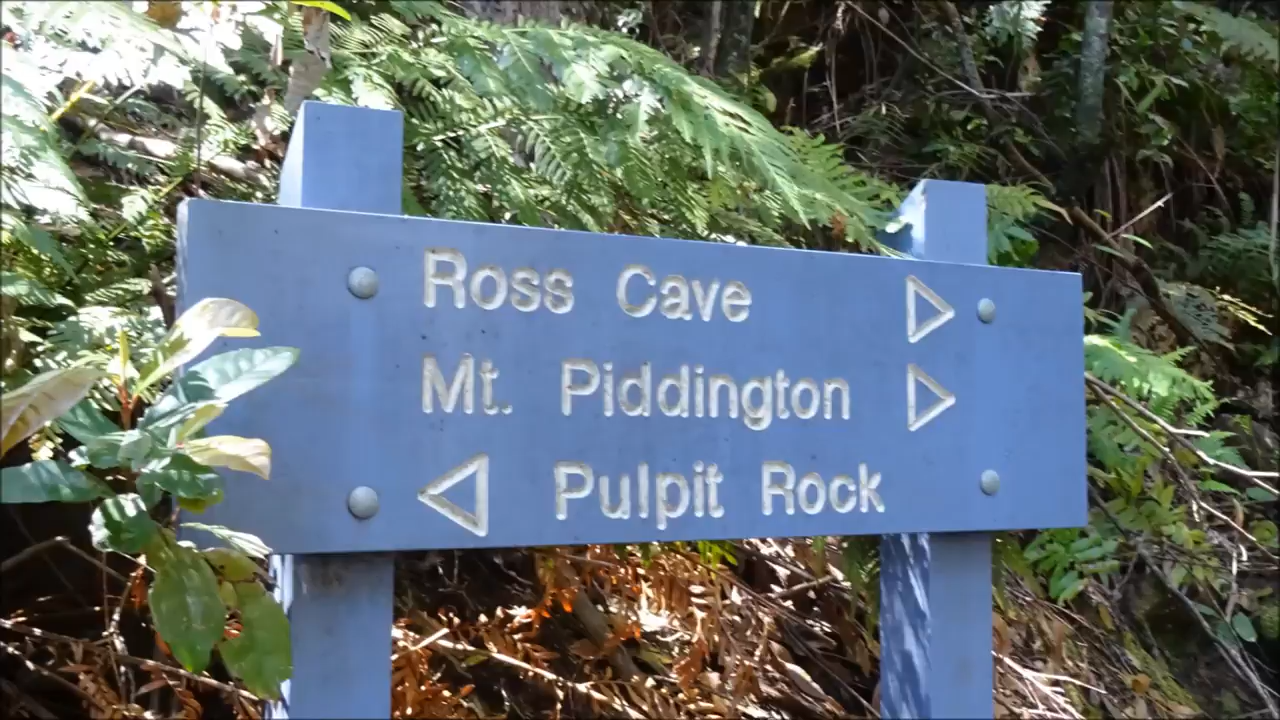 Ross Cave ▷
Mt. Piddington ▷
◁ Pulpit Rock